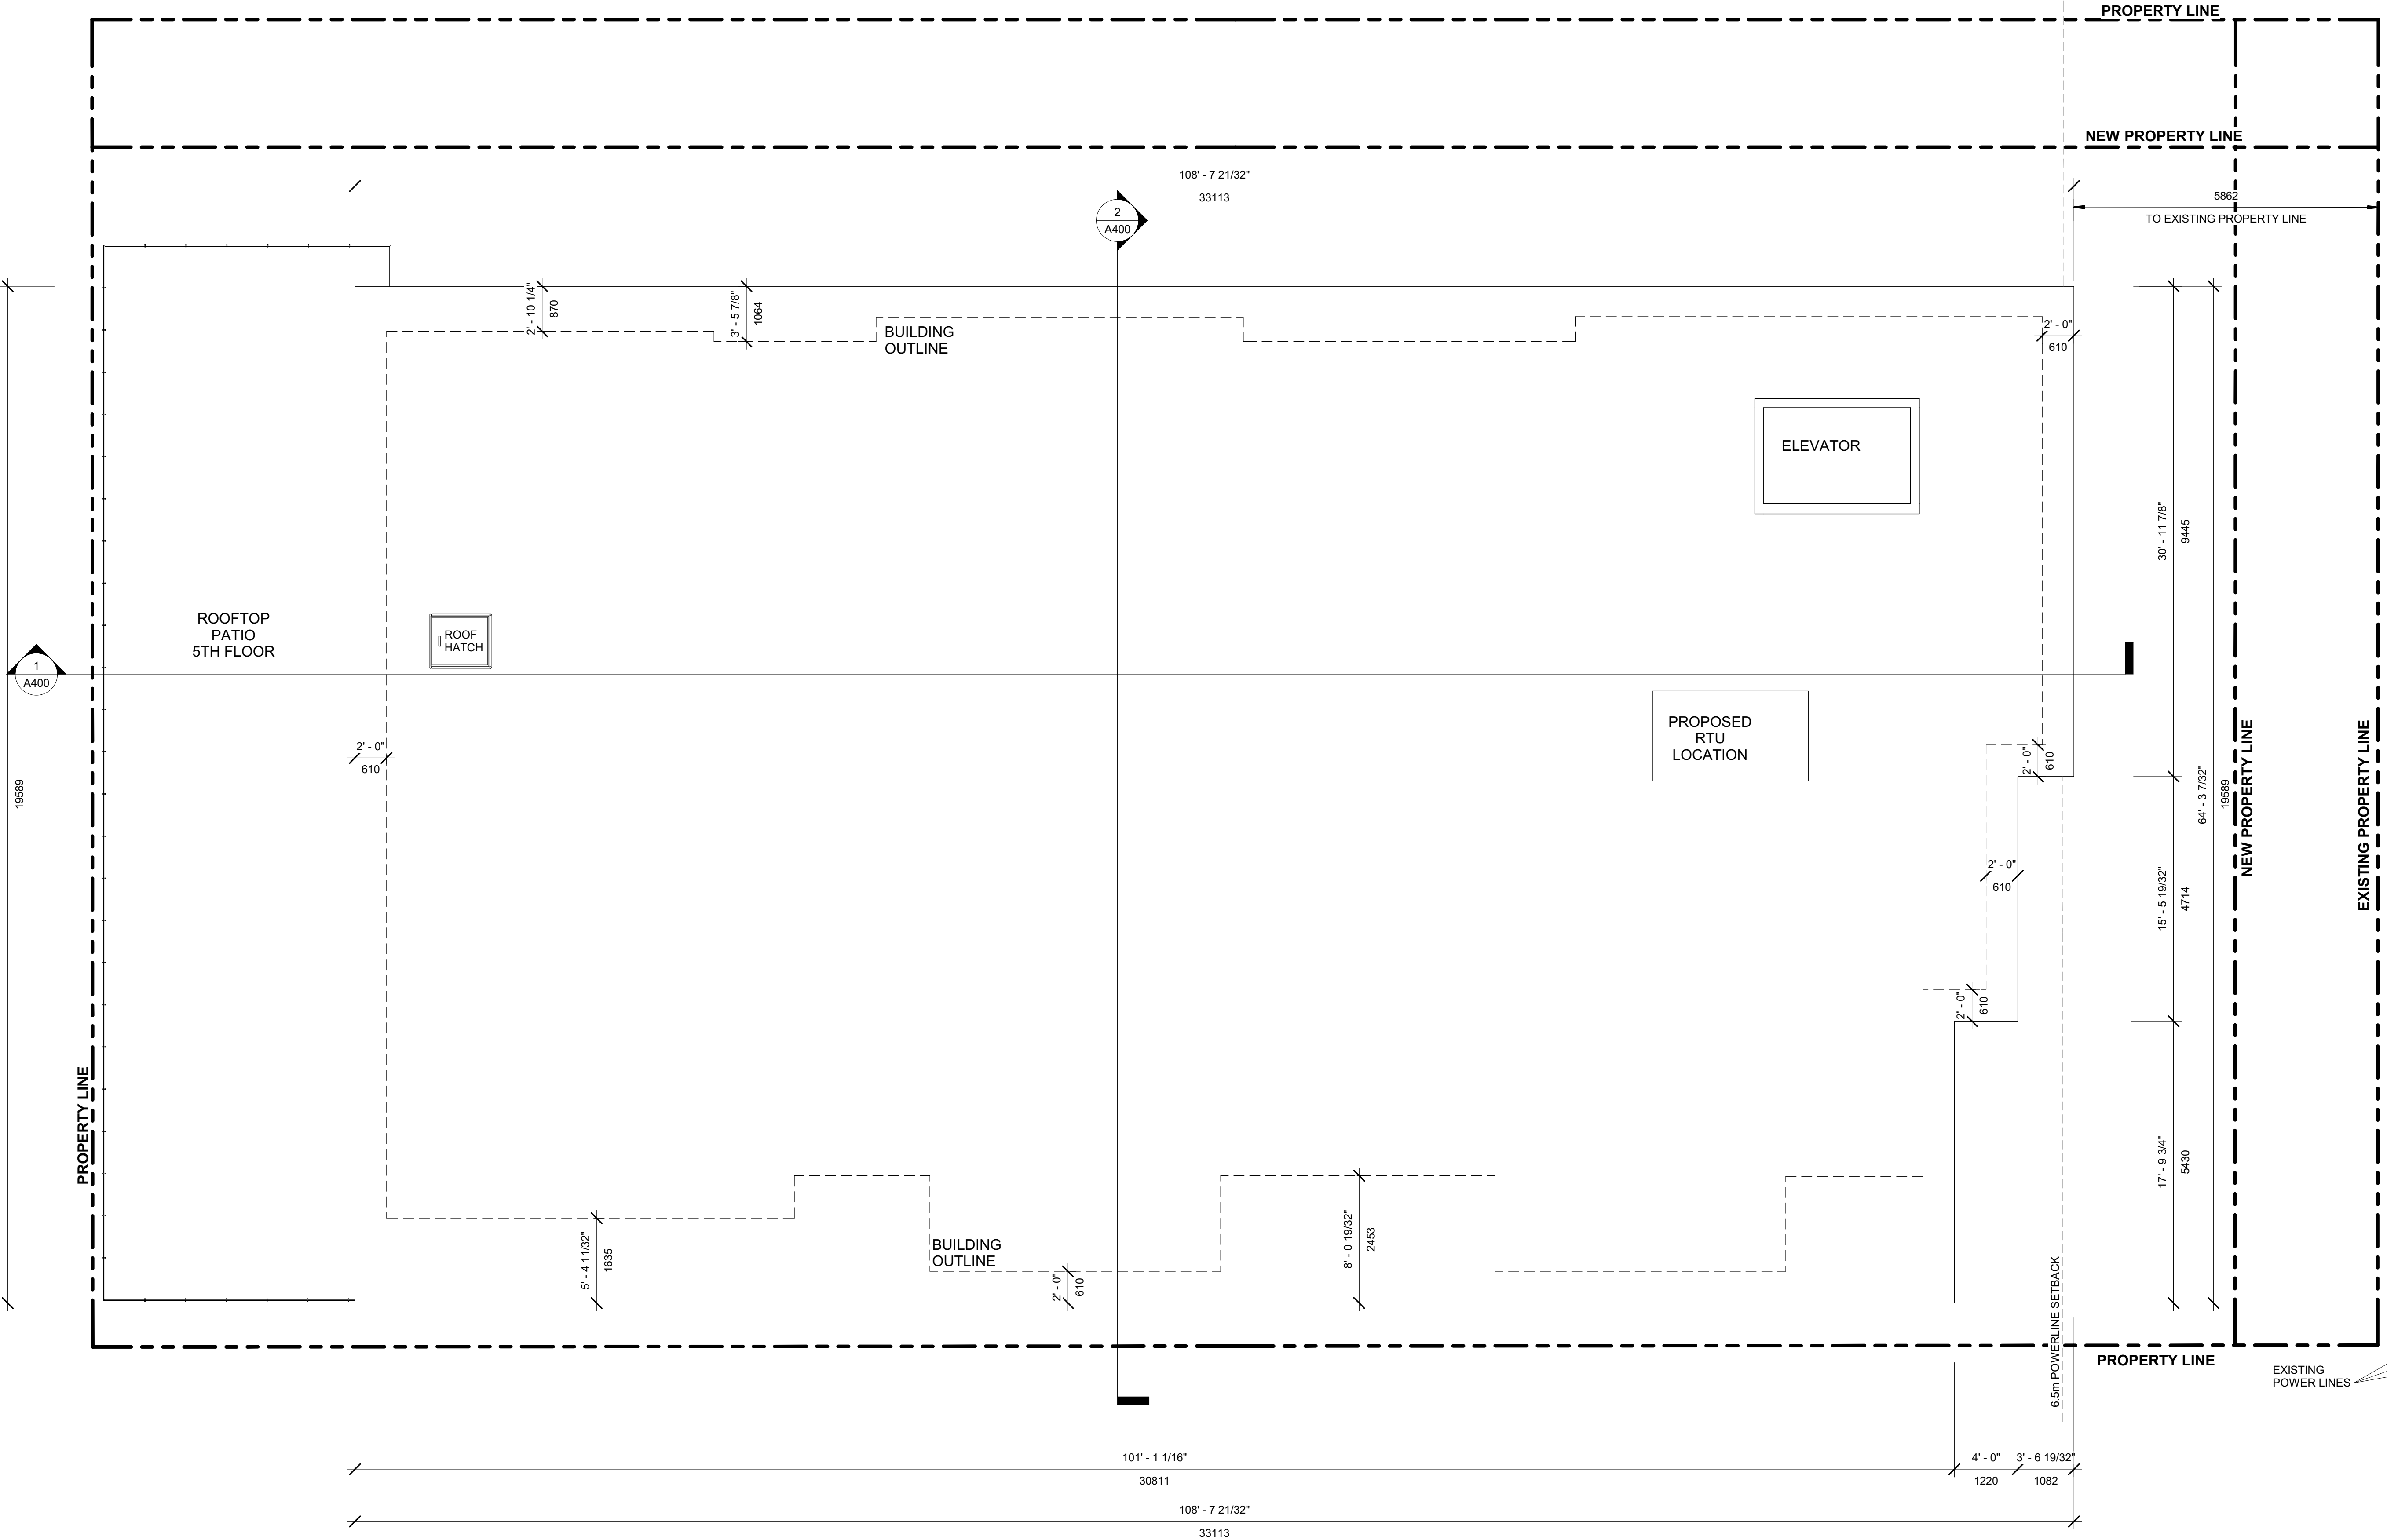 PROPERTY LINE
NEW PROPERTY LINE
108' - 7 21/32"
33113
5862
TO EXISTING PROPERTY LINE
2
A400
2' - 10 1/4"
870
3' - 5 7/8"
1064
BUILDING
OUTLINE
2' - 0"
610
ELEVATOR
30' - 11 7/8"
9445
ROOFTOP
PATIO
5TH FLOOR
ROOF
HATCH
1
A400
PROPOSED
RTU
LOCATION
2' - 0"
610
2' - 0"
610
19589
64' - 3 7/32"
19589
NEW PROPERTY LINE
EXISTING PROPERTY LINE
2' - 0"
610
15' - 5 19/32"
4714
2' - 0"
610
PROPERTY LINE
17' - 9 3/4"
5430
5' - 4 11/32"
1635
BUILDING
OUTLINE
2' - 0"
610
8' - 0 19/32"
2453
6.5m POWERLINE SETBACK
PROPERTY LINE
EXISTING
POWER LINES
101' - 1 1/16"
30811
4' - 0"
1220
3' - 6 19/32"
1082
108' - 7 21/32"
33113